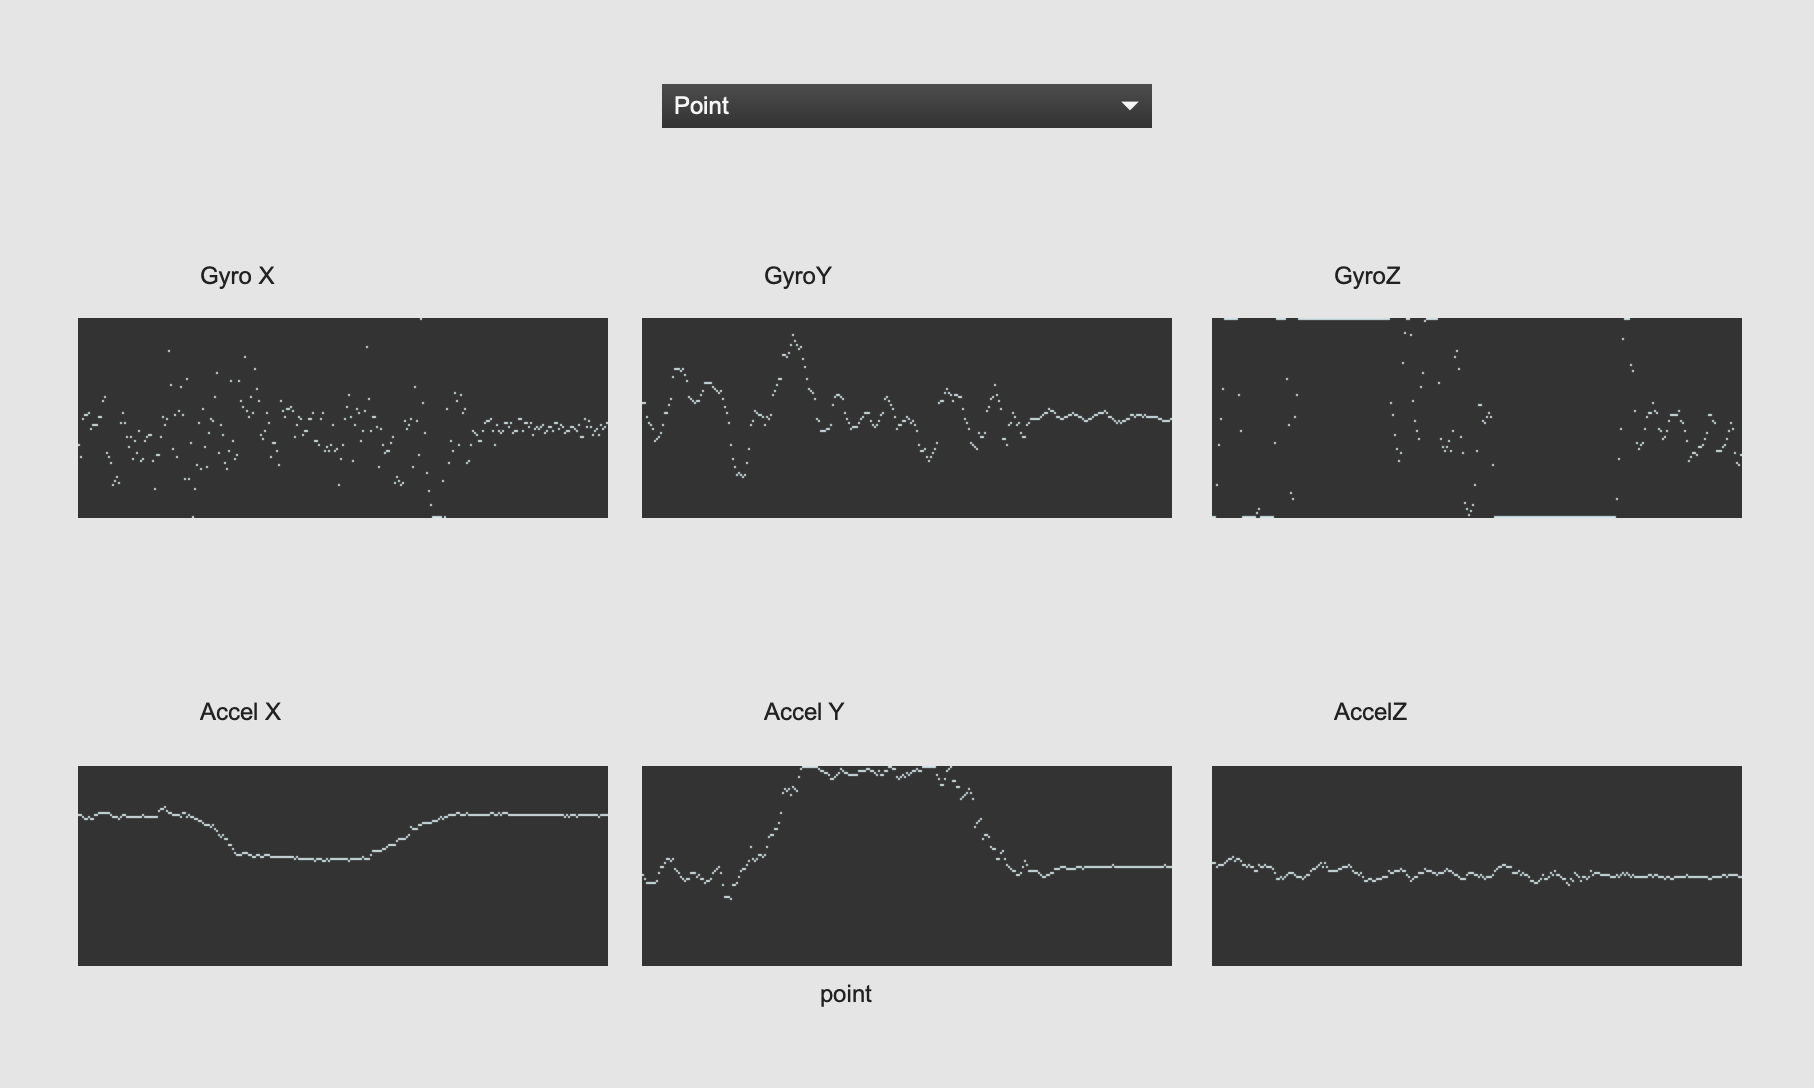 Point
Gyro X
GyroY
GyroZ
Accel X
Accel Y
AccelZ
point